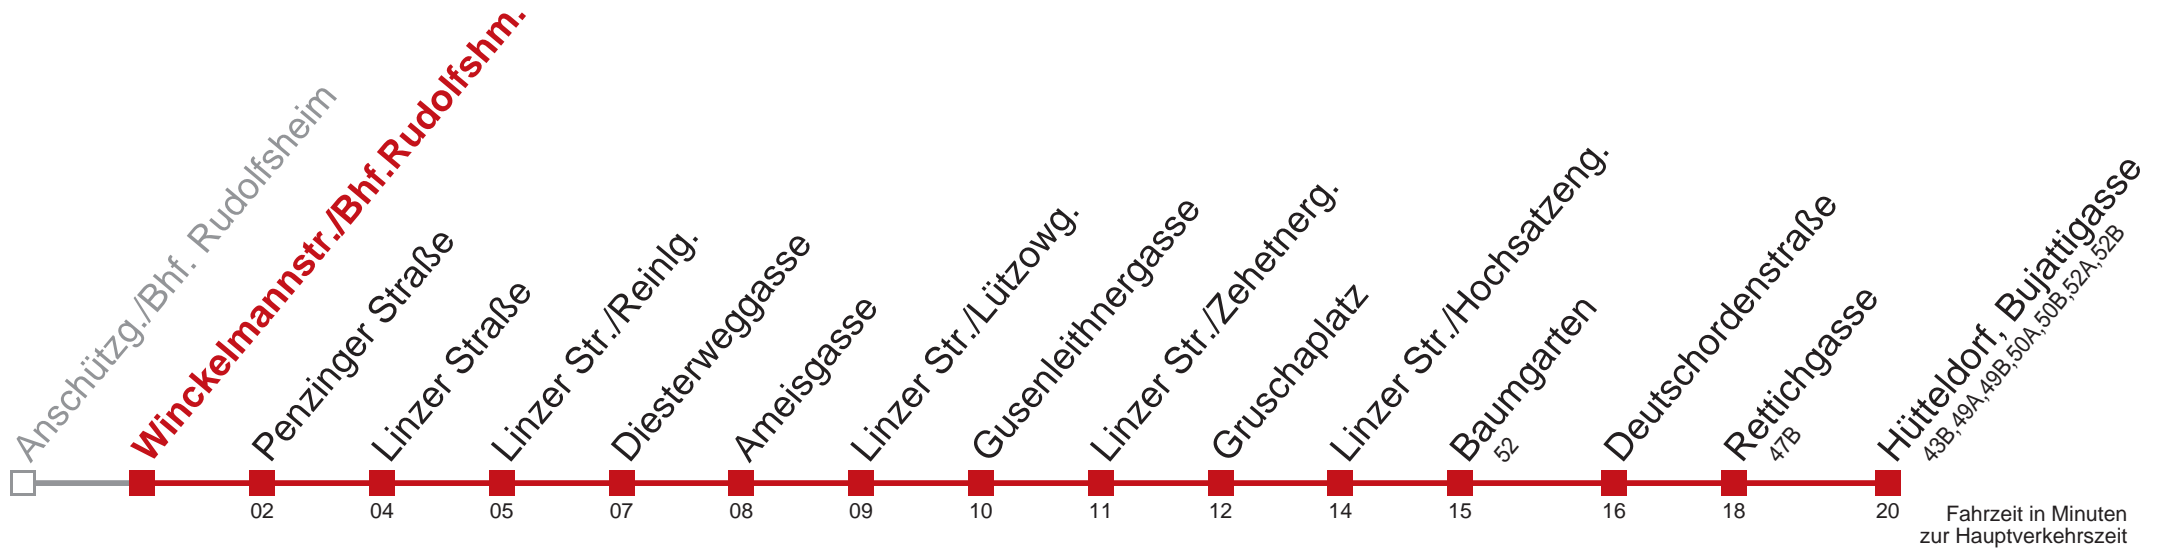 Anschützg./Bhf. Rudolfsheim
Winckelmannstr./Bhf.Rudolfshm.
Penzinger Straße
02
Linzer Straße
04
Linzer Str./Reinlg.
05
Diesterweggasse
07
Ameisgasse
08
Linzer Str./Lützowg.
09
Gusenleithnergasse
10
Linzer Str./Zehetnerg.
11
Gruschaplatz
12
Linzer Str./Hochsatzeng.
14
Baumgarten
52
15
Deutschordenstraße
16
Rettichgasse
47B
18
Hütteldorf, Bujattigasse
43B,49A,49B,50A,50B,52A,52B
20
Fahrzeit in Minuten
zur Hauptverkehrszeit